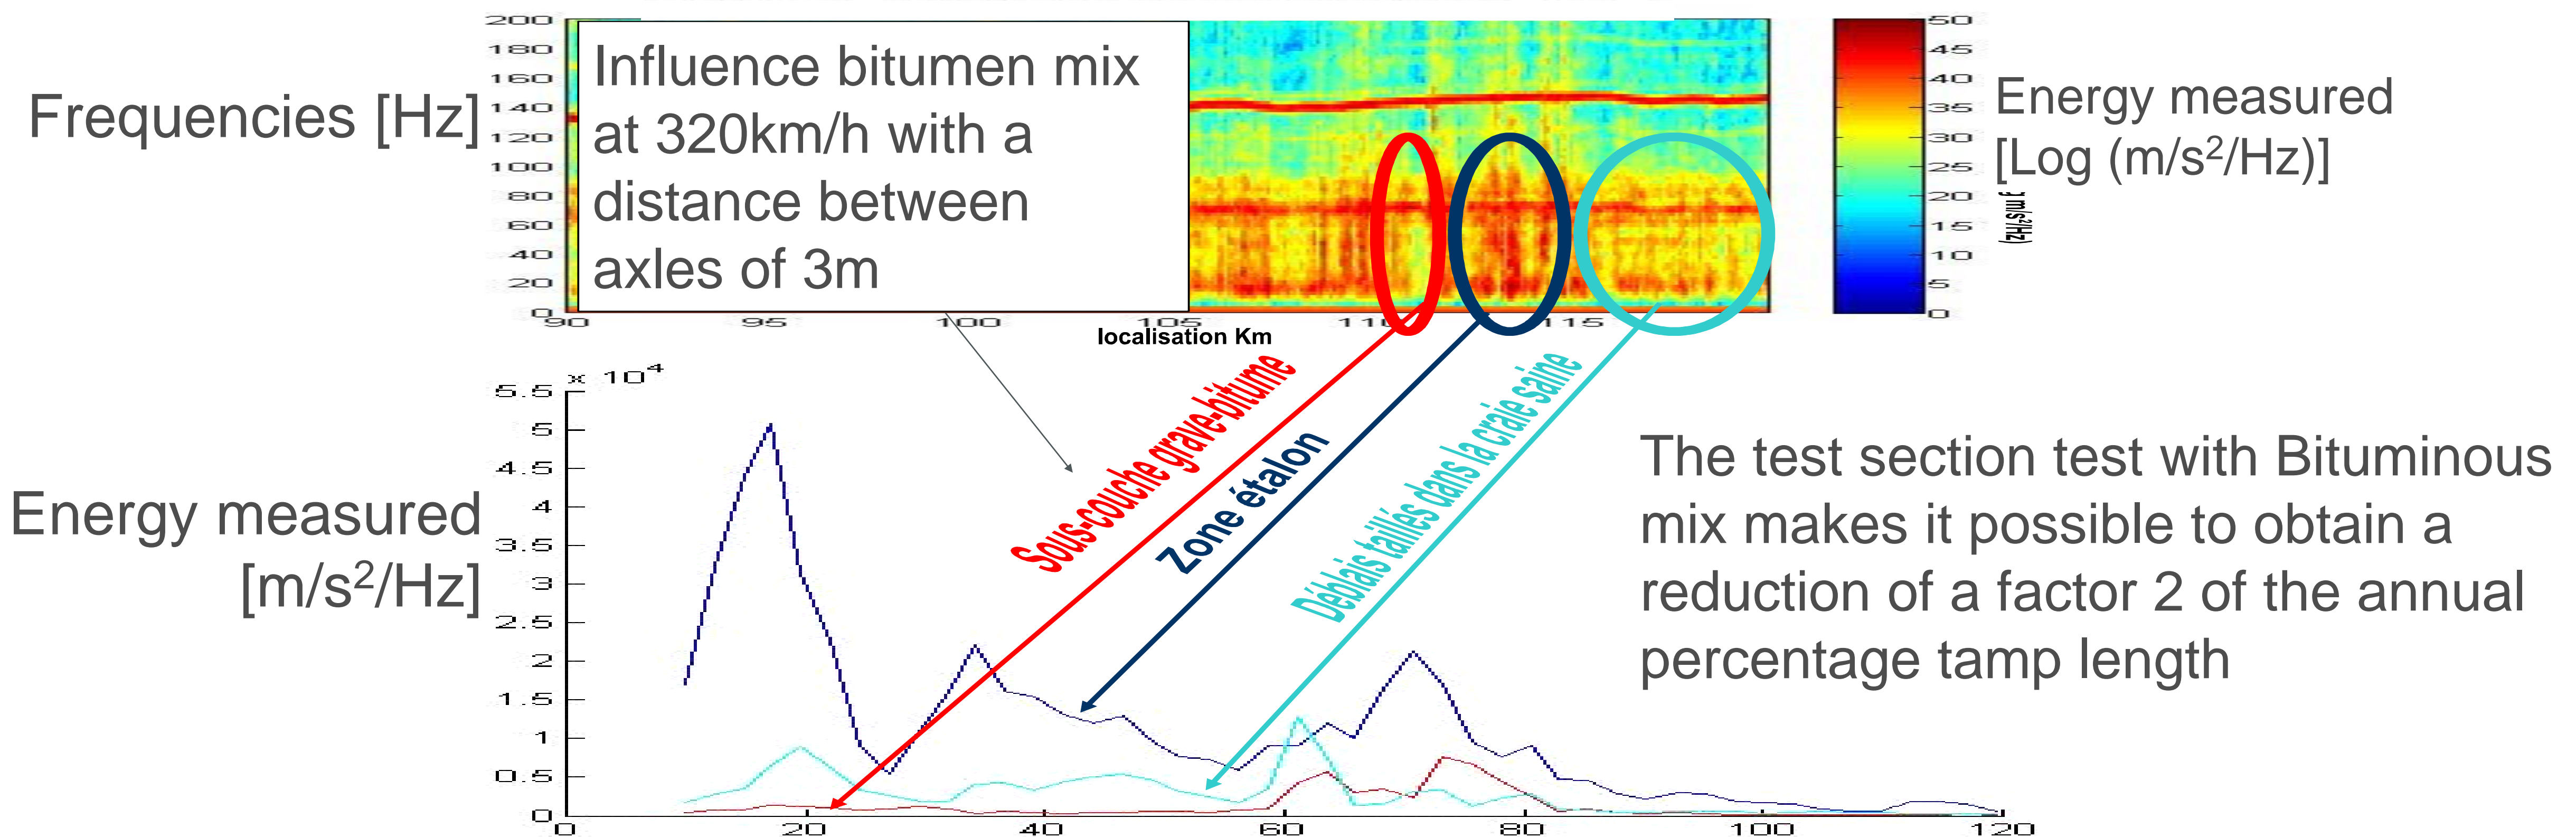 Frequencies [Hz]
200
180
160
140
120
100
80
60
40
20
0
Influence bitumen mix
at 320km/h with a
distance between
axles of 3m
90
95
100
105
110
115
localisation Km
50
45
40
35
30
25
20
15
10
5
0
Energy measured
[Log (m/s²/Hz)]
Energy measured
[m/s²/Hz]
x 10⁴
5.5
5
4.5
4
3.5
3
2.5
2
1.5
1
0.5
0
0
20
40
60
80
100
120
Sous-couche grave-bitume
Zone étalon
Déblais taillés dans la craie saine
The test section test with Bituminous
mix makes it possible to obtain a
reduction of a factor 2 of the annual
percentage tamp length